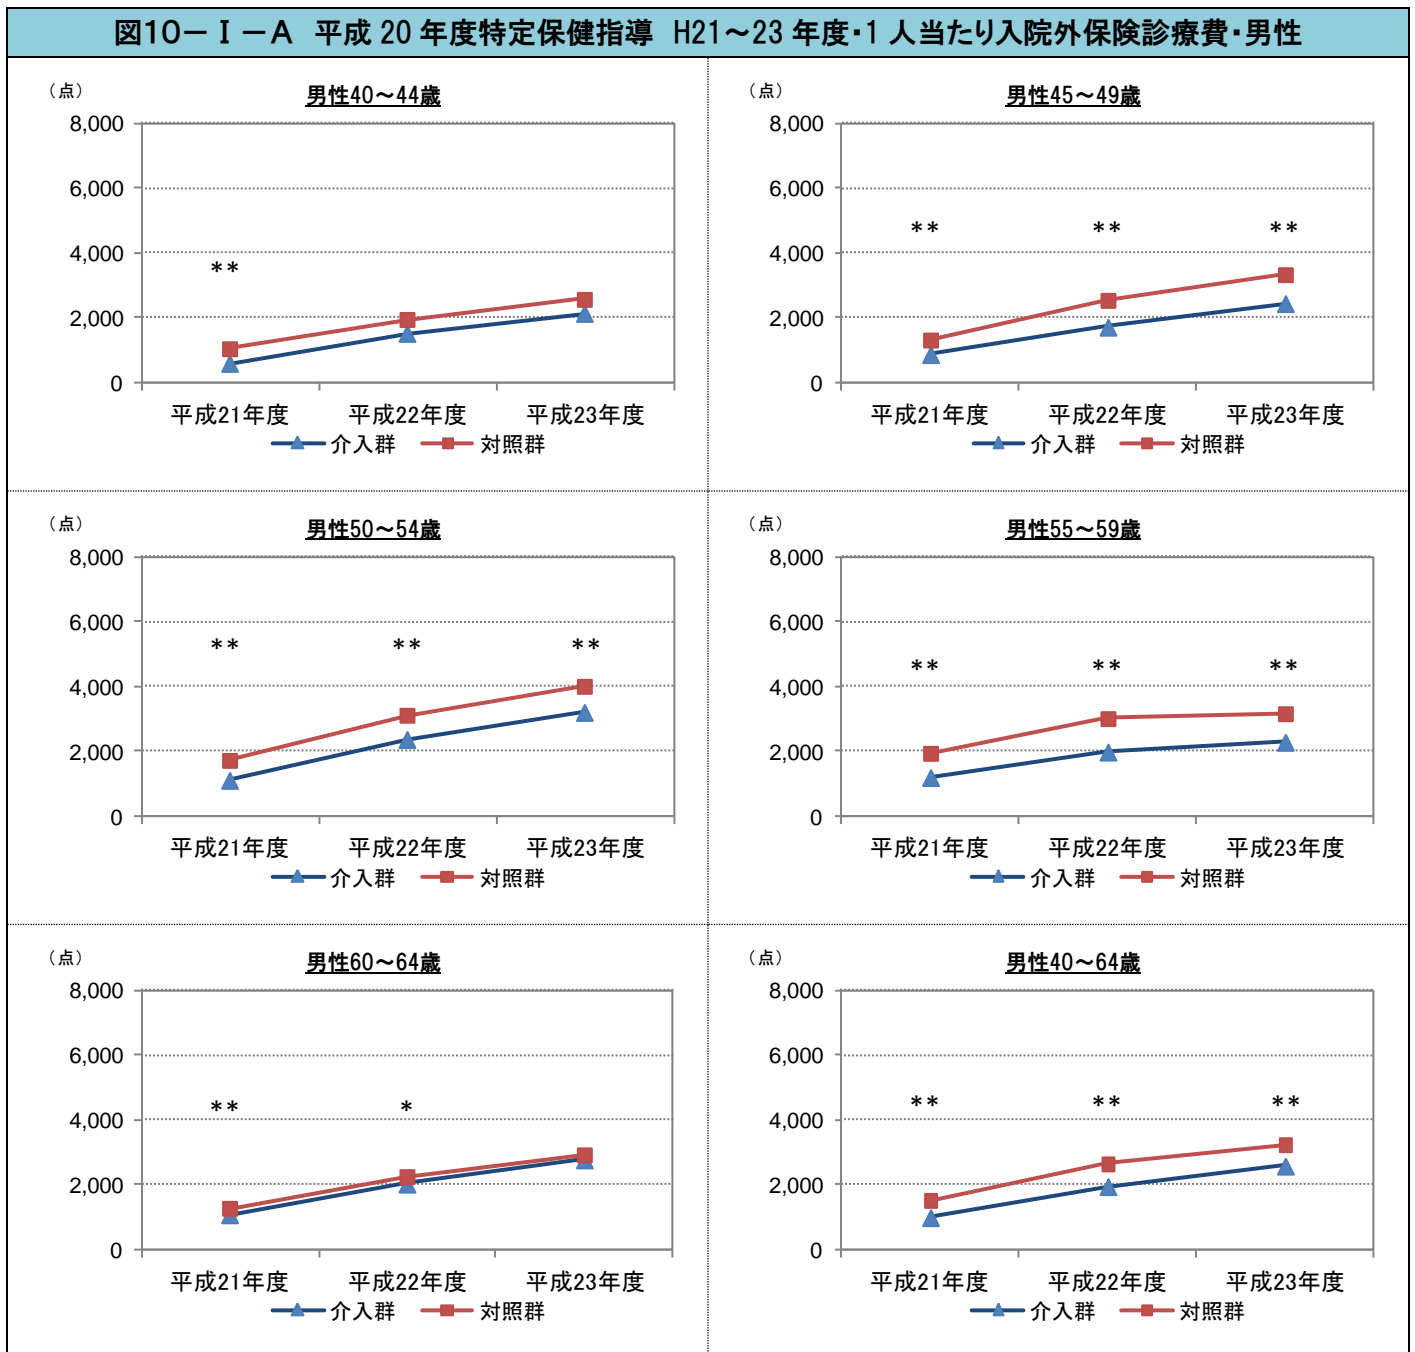 図10－Ⅰ－A 平成 20 年度特定保健指導 H21～23 年度・1 人当たり入院外保険診療費・男性
（点）
男性40～44歳
8,000
6,000
4,000
2,000
0
**
平成21年度 平成22年度 平成23年度
介入群 対照群
（点）
男性45～49歳
8,000
6,000
4,000
2,000
0
** ** **
平成21年度 平成22年度 平成23年度
介入群 対照群
（点）
男性50～54歳
8,000
6,000
4,000
2,000
0
** ** **
平成21年度 平成22年度 平成23年度
介入群 対照群
（点）
男性55～59歳
8,000
6,000
4,000
2,000
0
** ** **
平成21年度 平成22年度 平成23年度
介入群 対照群
（点）
男性60～64歳
8,000
6,000
4,000
2,000
0
** *
平成21年度 平成22年度 平成23年度
介入群 対照群
（点）
男性40～64歳
8,000
6,000
4,000
2,000
0
** ** **
平成21年度 平成22年度 平成23年度
介入群 対照群